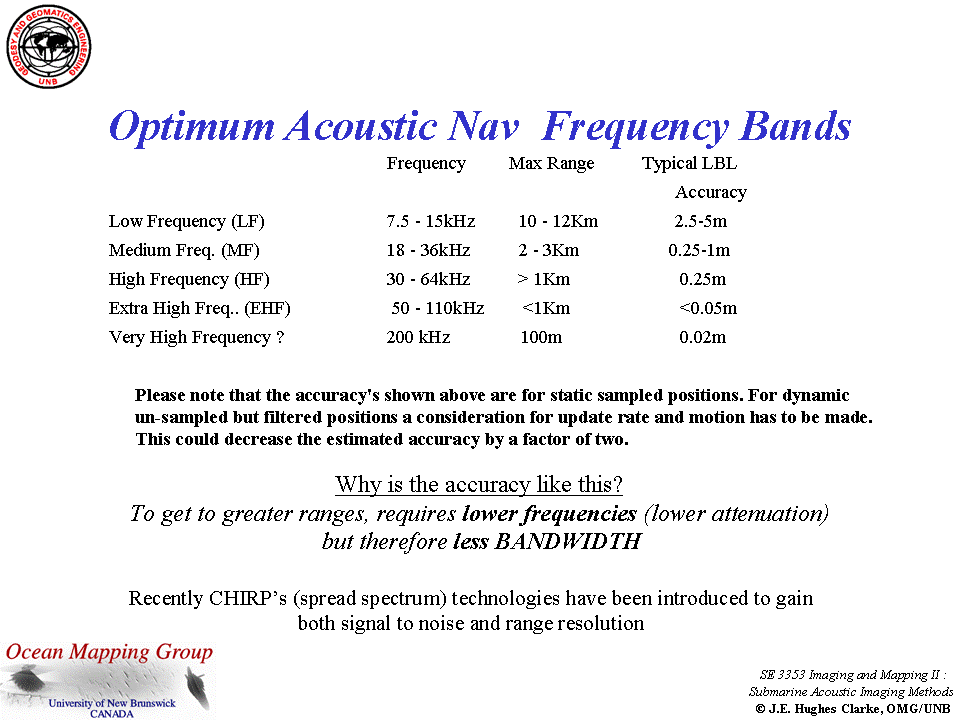 GEODESY AND GEOMATICS ENGINEERING
UNB
Optimum Acoustic Nav  Frequency Bands
Frequency Max Range Typical LBL
Accuracy
Low Frequency (LF) 7.5 - 15kHz 10 - 12Km 2.5-5m
Medium Freq. (MF) 18 - 36kHz 2 - 3Km 0.25-1m
High Frequency (HF) 30 - 64kHz > 1Km 0.25m
Extra High Freq.. (EHF) 50 - 110kHz <1Km <0.05m
Very High Frequency ? 200 kHz 100m 0.02m
Please note that the accuracy's shown above are for static sampled positions. For dynamic
un-sampled but filtered positions a consideration for update rate and motion has to be made.
This could decrease the estimated accuracy by a factor of two.
Why is the accuracy like this?
To get to greater ranges, requires lower frequencies (lower attenuation)
but therefore less BANDWIDTH
Recently CHIRP's (spread spectrum) technologies have been introduced to gain
both signal to noise and range resolution
Ocean Mapping Group
University of New Brunswick
CANADA
SE 3353 Imaging and Mapping II :
Submarine Acoustic Imaging Methods
© J.E. Hughes Clarke, OMG/UNB